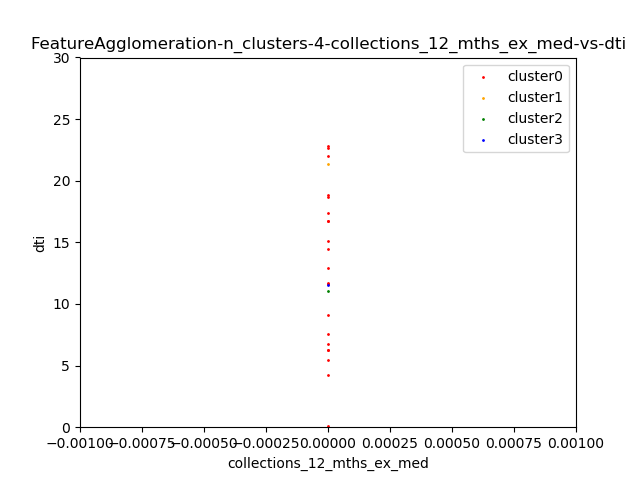 FeatureAgglomeration-n_clusters-4-collections_12_mths_ex_med-vs-dti
cluster0
cluster1
cluster2
cluster3
30
25
20
15
10
5
0
dti
−0.00100 −0.00075 −0.00050 −0.00025 0.00000 0.00025 0.00050 0.00075 0.00100
collections_12_mths_ex_med